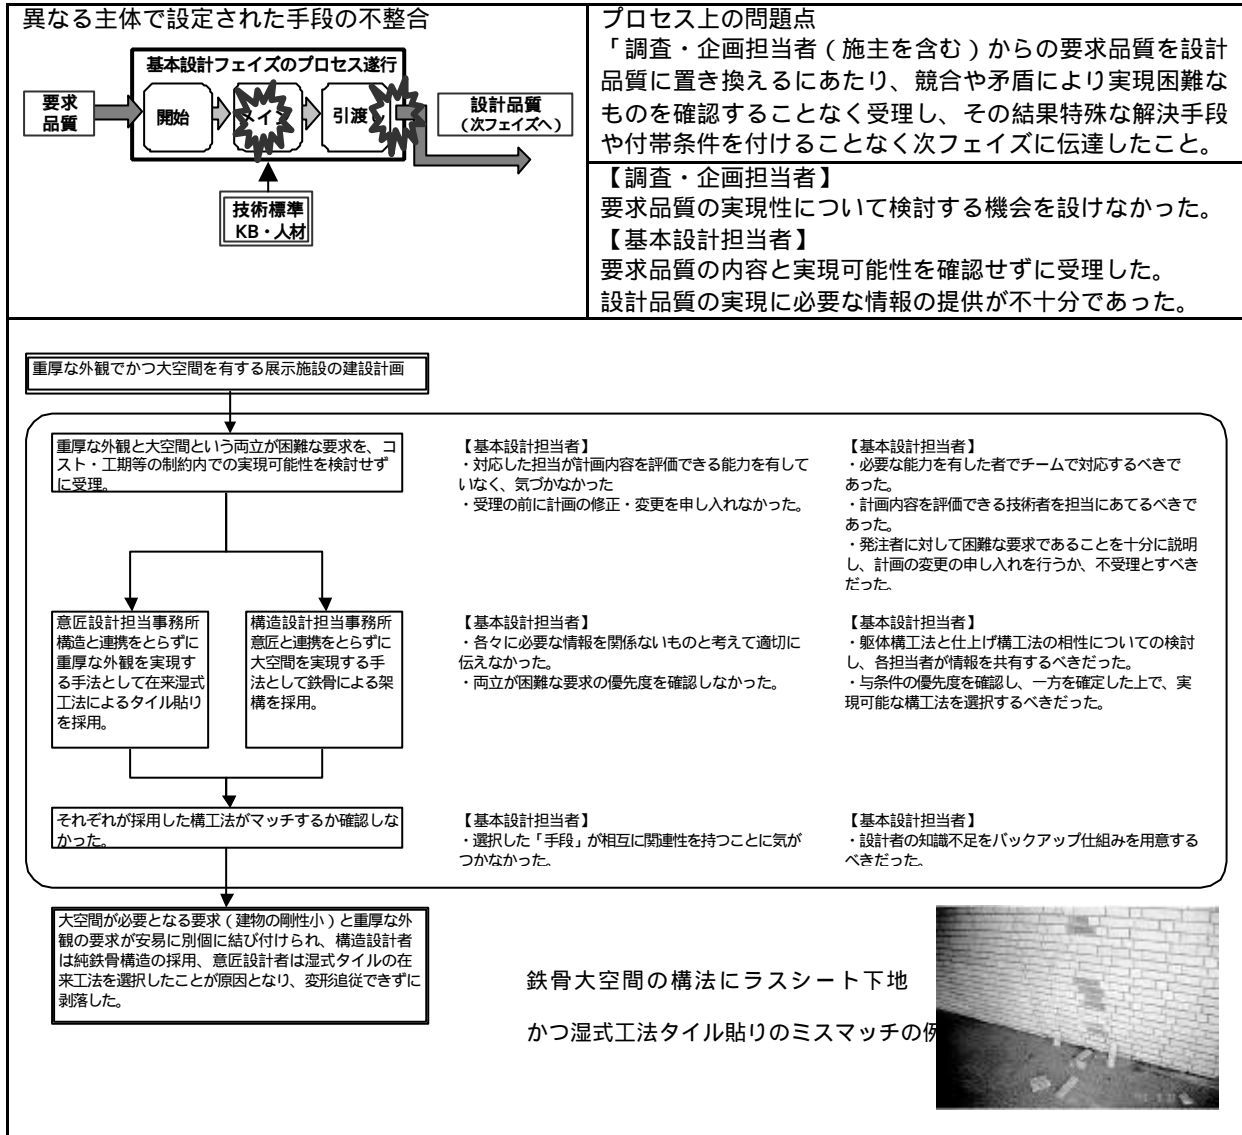 異なる主体で設定された手段の不整合
基本設計フェイズのプロセス遂行
要求
品質
開始
メイン
引渡
設計品質
（次フェイズへ）
技術標準
KB・人材
プロセス上の問題点
「調査・企画担当者（施主を含む）からの要求品質を設計
品質に置き換えるにあたり、競合や矛盾により実現困難な
ものを確認することなく受理し、その結果特殊な解決手段
や付帯条件を付けることなく次フェイズに伝達したこと。
【調査・企画担当者】
要求品質の実現性について検討する機会を設けなかった。
【基本設計担当者】
要求品質の内容と実現可能性を確認せずに受理した。
設計品質の実現に必要な情報の提供が不十分であった。
重厚な外観でかつ大空間を有する展示施設の建設計画
重厚な外観と大空間という両立が困難な要求を、コ
スト・工期等の制約内での実現可能性を検討せず
に受理。
【基本設計担当者】
・対応した担当が計画内容を評価できる能力を有して
いなく、気づかなかった
・受理の前に計画の修正・変更を申し入れなかった。
【基本設計担当者】
・必要な能力を有した者でチームで対応するべきで
あった。
・計画内容を評価できる技術者を担当にあてるべきで
あった。
・発注者に対して困難な要求であることを十分に説明
し、計画の変更の申し入れを行うか、不受理とすべき
だった。
意匠設計担当事務所
構造と連携をとらずに
重厚な外観を実現す
る手法として在来湿式
工法によるタイル貼り
を採用。
構造設計担当事務所
意匠と連携をとらずに
大空間を実現する手
法として鉄骨による架
構を採用。
【基本設計担当者】
・各々に必要な情報を関係ないものと考えて適切に
伝えなかった。
・両立が困難な要求の優先度を確認しなかった。
【基本設計担当者】
・躯体構工法と仕上げ構工法の相性についての検討
し、各担当者が情報を共有するべきだった。
・与条件の優先度を確認し、一方を確定した上で、実
現可能な構工法を選択するべきだった。
それぞれが採用した構工法がマッチするか確認しな
かった。
【基本設計担当者】
・選択した「手段」が相互に関連性を持つことに気が
つかなかった。
【基本設計担当者】
・設計者の知識不足をバックアップ仕組みを用意する
べきだった。
大空間が必要となる要求（建物の剛性小）と重厚な外
観の要求が安易に別個に結び付けられ、構造設計者
は純鉄骨構造の採用、意匠設計者は湿式タイルの在
来工法を選択したことが原因となり、変形追従できずに
剥落した。
鉄骨大空間の構法にラスシート下地
かつ湿式工法タイル貼りのミスマッチの例